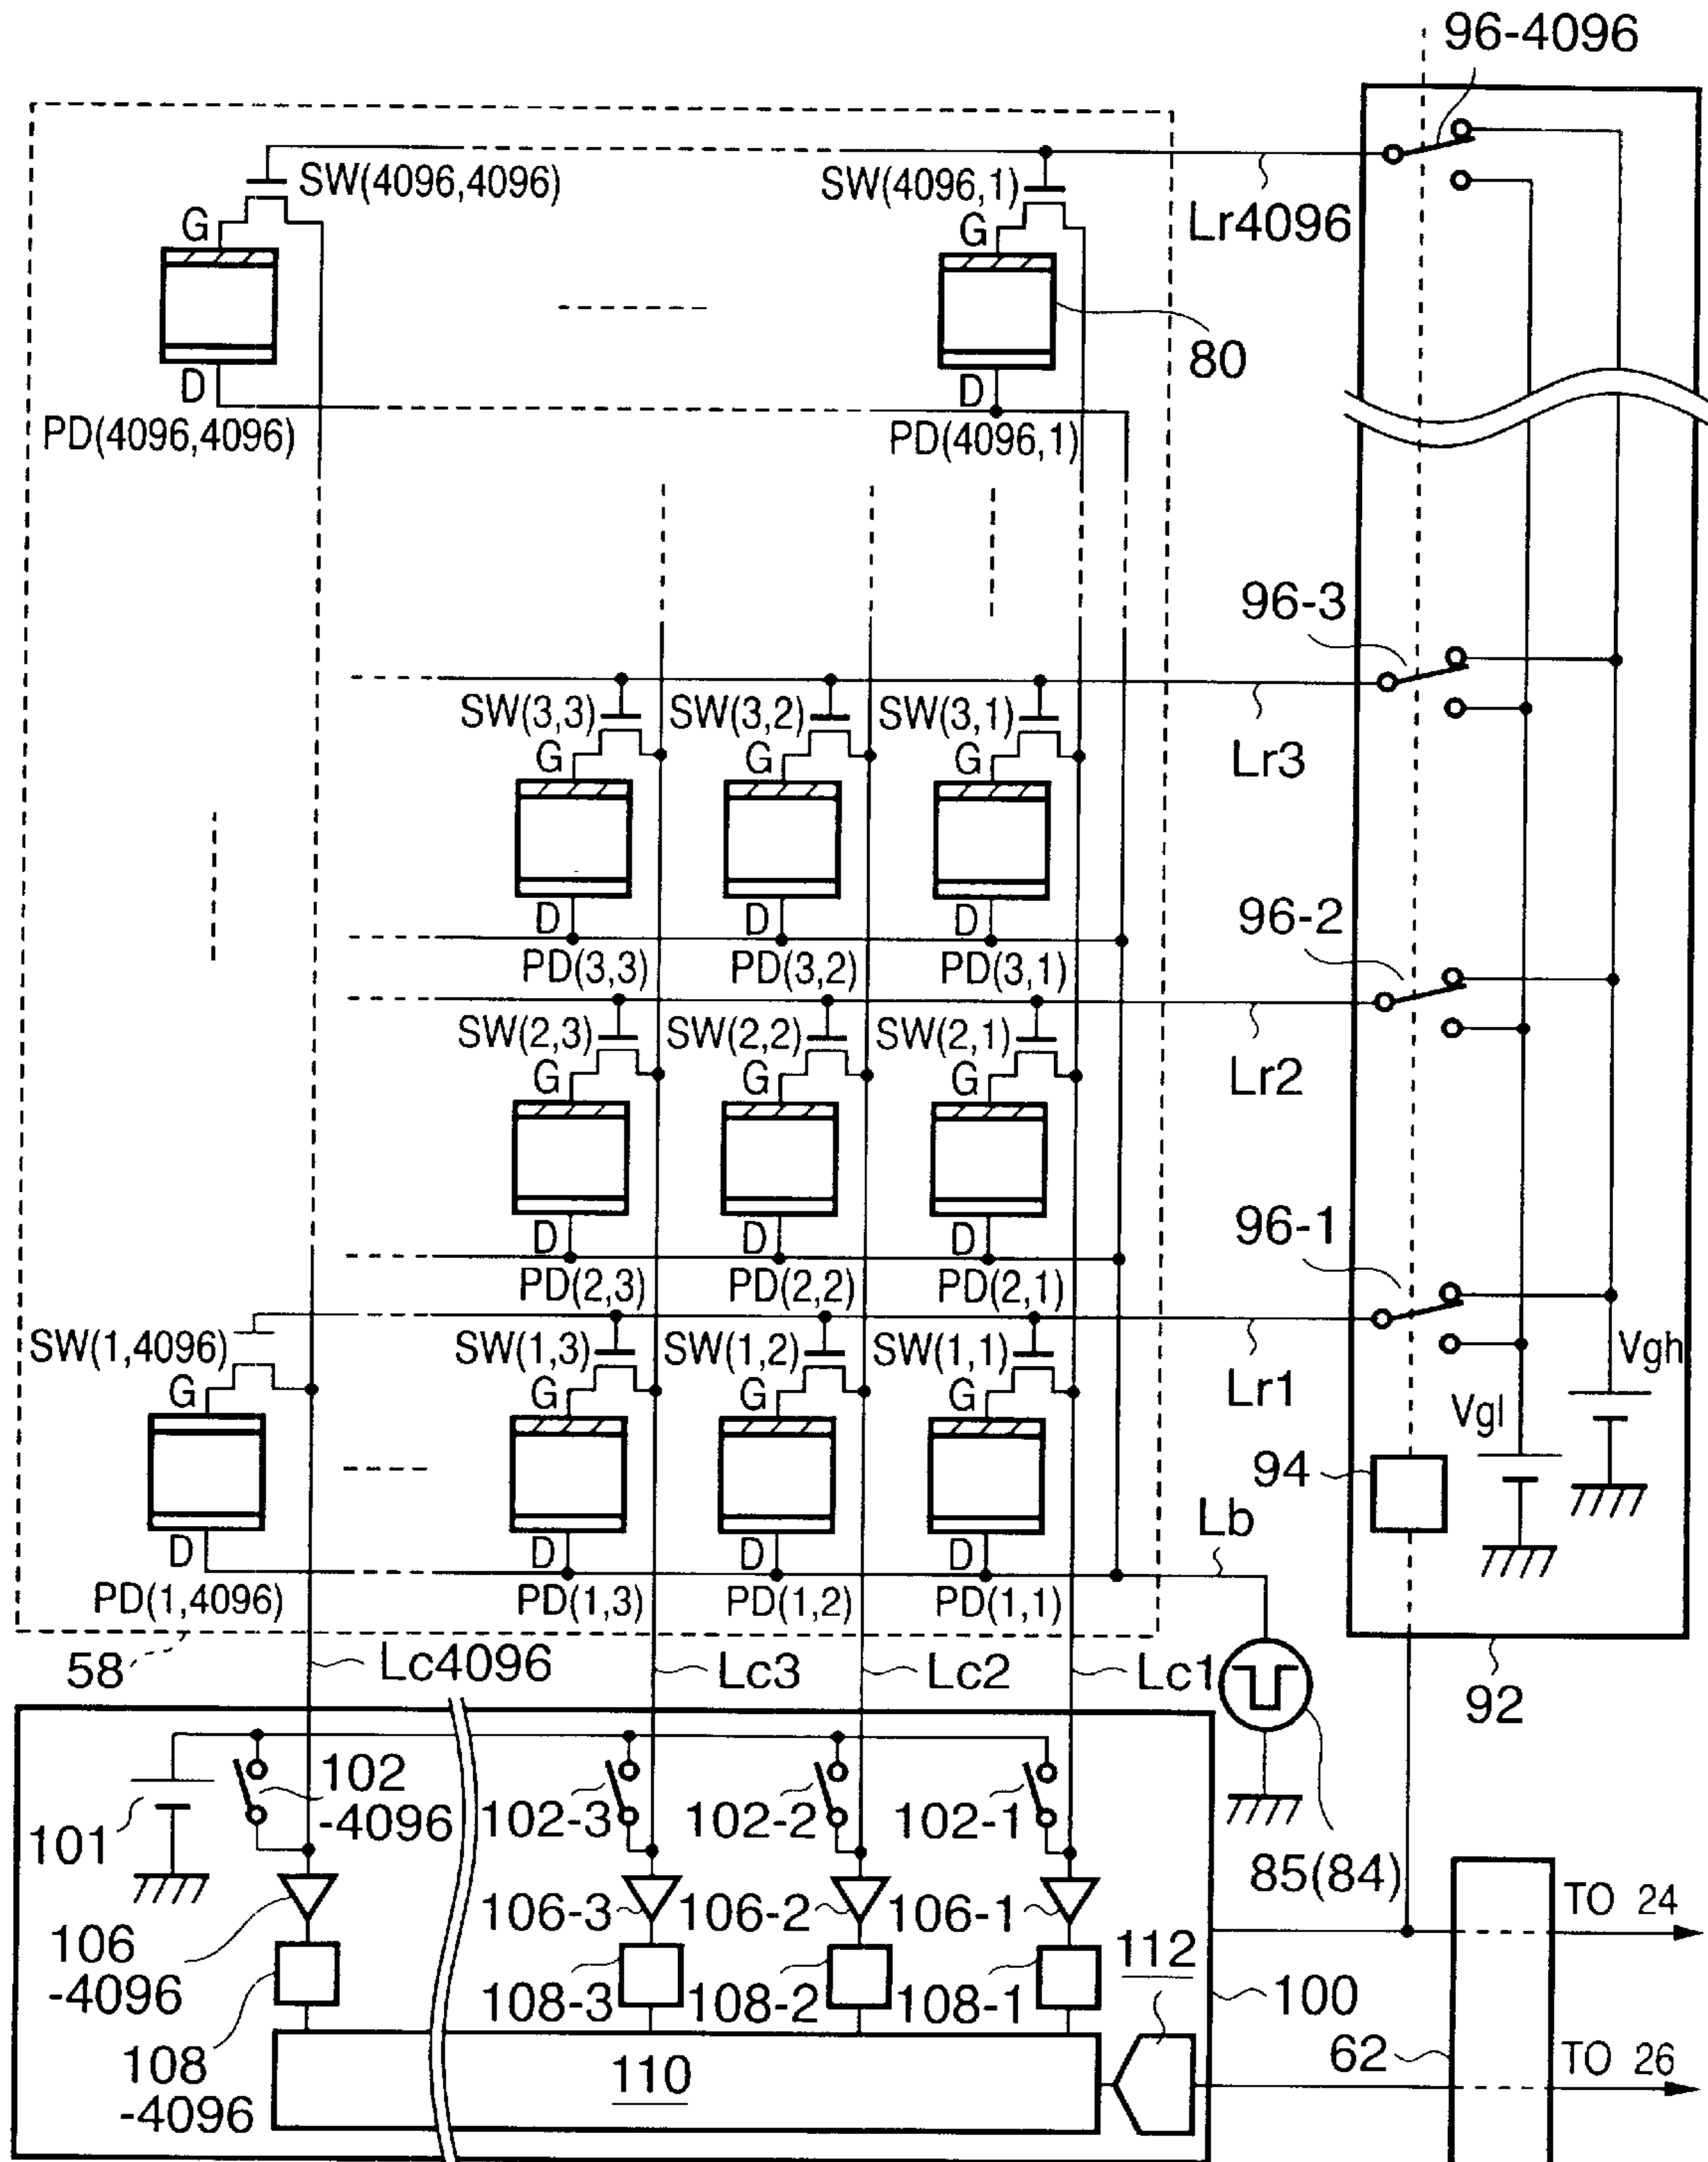 96-4096
SW(4096,4096)
SW(4096,1)
G
G
Lr4096
80
D
D
PD(4096,4096)
PD(4096,1)
96-3
SW(3,3)
SW(3,2)
SW(3,1)
G
G
G
Lr3
D
D
D
96-2
PD(3,3)
PD(3,2)
PD(3,1)
SW(2,3)
SW(2,2)
SW(2,1)
G
G
G
Lr2
D
D
D
96-1
PD(2,3)
PD(2,2)
PD(2,1)
SW(1,4096)
SW(1,3)
SW(1,2)
SW(1,1)
Vgh
G
G
G
G
Lr1
Vgl
94
Lb
D
D
D
D
PD(1,4096)
PD(1,3)
PD(1,2)
PD(1,1)
58
Lc4096
Lc3
Lc2
Lc1
92
102
-4096
101
102-3
102-2
102-1
85(84)
106
-4096
106-3
106-2
106-1
112
TO 24
108
-4096
108-3
108-2
108-1
100
62
TO 26
110